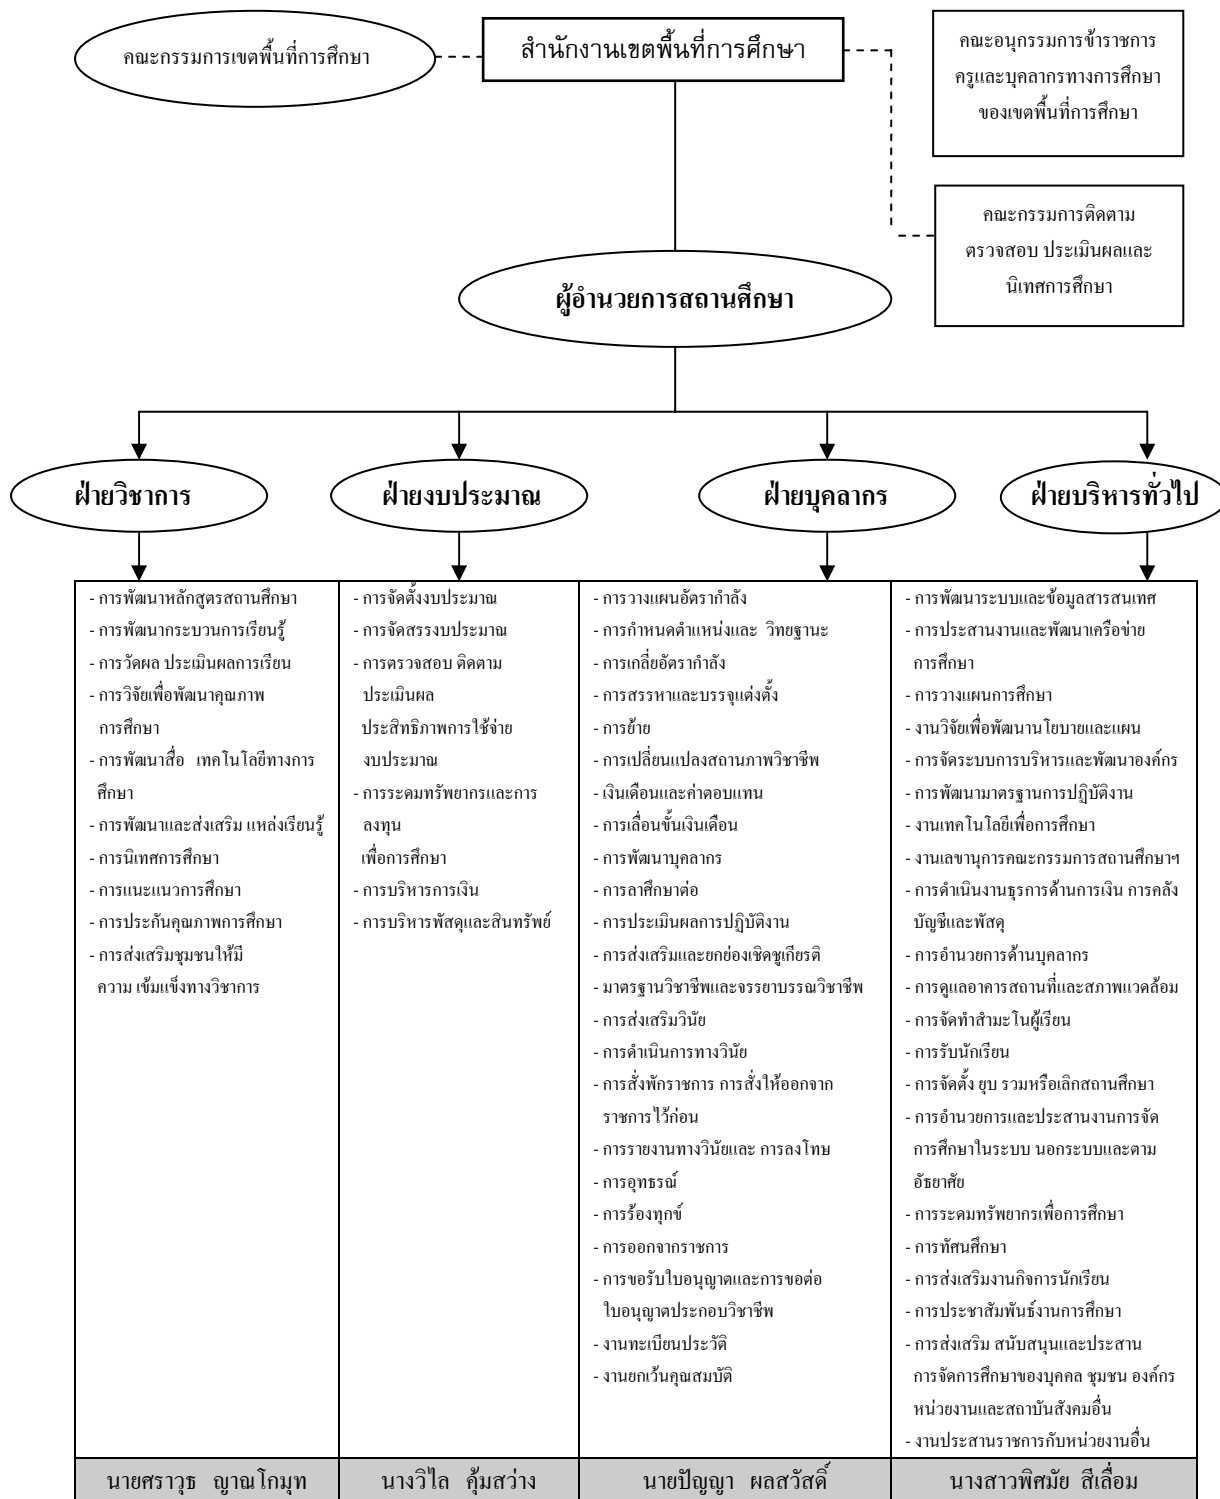 คณะกรรมการเขตพื้นที่การศึกษา
สำนักงานเขตพื้นที่การศึกษา
คณะอนุกรรมการข้าราชการ
ครูและบุคลากรทางการศึกษา
ของเขตพื้นที่การศึกษา
คณะกรรมการติดตาม
ตรวจสอบ ประเมินผลและ
นิเทศการศึกษา
ผู้อำนวยการสถานศึกษา
ฝ่ายวิชาการ
ฝ่ายงบประมาณ
ฝ่ายบุคลากร
ฝ่ายบริหารทั่วไป
- การพัฒนาหลักสูตรสถานศึกษา
- การพัฒนากระบวนการเรียนรู้
- การวัดผล ประเมินผลการเรียน
- การวิจัยเพื่อพัฒนาคุณภาพ
การศึกษา
- การพัฒนาสื่อ เทคโนโลยีทางการ
ศึกษา
- การพัฒนาและส่งเสริม แหล่งเรียนรู้
- การนิเทศการศึกษา
- การแนะแนวการศึกษา
- การประกันคุณภาพการศึกษา
- การส่งเสริมชุมชนให้มี
ความ เข้มแข็งทางวิชาการ
- การจัดตั้งงบประมาณ
- การจัดสรรงบประมาณ
- การตรวจสอบ ติดตาม
ประเมินผล
ประสิทธิภาพการใช้จ่าย
งบประมาณ
- การระดมทรัพยากรและการ
ลงทุน
เพื่อการศึกษา
- การบริหารการเงิน
- การบริหารพัสดุและสินทรัพย์
- การวางแผนอัตรากำลัง
- การกำหนดตำแหน่งและ วิทยฐานะ
- การเกลี่ยอัตรากำลัง
- การสรรหาและบรรจุแต่งตั้ง
- การย้าย
- การเปลี่ยนแปลงสถานภาพวิชาชีพ
- เงินเดือนและค่าตอบแทน
- การเลื่อนขั้นเงินเดือน
- การพัฒนาบุคลากร
- การลาศึกษาต่อ
- การประเมินผลการปฏิบัติงาน
- การส่งเสริมและยกย่องเชิดชูเกียรติ
- มาตรฐานวิชาชีพและจรรยาบรรณวิชาชีพ
- การส่งเสริมวินัย
- การดำเนินการทางวินัย
- การสั่งพักราชการ การสั่งให้ออกจาก
ราชการไว้ก่อน
- การรายงานทางวินัยและ การลงโทษ
- การอุทธรณ์
- การร้องทุกข์
- การออกจากราชการ
- การขอรับใบอนุญาตและการขอต่อ
ใบอนุญาตประกอบวิชาชีพ
- งานทะเบียนประวัติ
- งานยกเว้นคุณสมบัติ
- การพัฒนาระบบและข้อมูลสารสนเทศ
- การประสานงานและพัฒนาเครือข่าย
การศึกษา
- การวางแผนการศึกษา
- งานวิจัยเพื่อพัฒนานโยบายและแผน
- การจัดระบบการบริหารและพัฒนาองค์กร
- การพัฒนามาตรฐานการปฏิบัติงาน
- งานเทคโนโลยีเพื่อการศึกษา
- งานเลขานุการคณะกรรมการสถานศึกษาฯ
- การดำเนินงานธุรการด้านการเงิน การคลัง
บัญชีและพัสดุ
- การอำนวยการด้านบุคลากร
- การดูแลอาคารสถานที่และสภาพแวดล้อม
- การจัดทำสำมะโนผู้เรียน
- การรับนักเรียน
- การจัดตั้ง ยุบ รวมหรือเลิกสถานศึกษา
- การอำนวยการและประสานงานการจัด
การศึกษาในระบบ นอกระบบและตาม
อัธยาศัย
- การระดมทรัพยากรเพื่อการศึกษา
- การทัศนศึกษา
- การส่งเสริมงานกิจการนักเรียน
- การประชาสัมพันธ์งานการศึกษา
- การส่งเสริม สนับสนุนและประสาน
การจัดการศึกษาของบุคคล ชุมชน องค์กร
หน่วยงานและสถาบันสังคมอื่น
- งานประสานราชการกับหน่วยงานอื่น
นายศราวุธ ญาณโกมุท
นางวิไล คุ้มสว่าง
นายปัญญา ผลสวัสดิ์
นางสาวพิศมัย สีเลื่อม